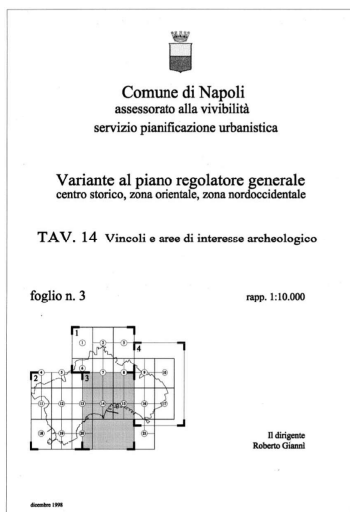 Comune di Napoli
assessorato alla vivibilità
servizio pianificazione urbanistica
Variante al piano regolatore generale
centro storico, zona orientale, zona nordoccidentale
TAV. 14 Vincoli e aree di interesse archeologico
foglio n. 3
rapp. 1:10.000
1
4
2
3
Il dirigente
Roberto Gianni
dicembre 1998